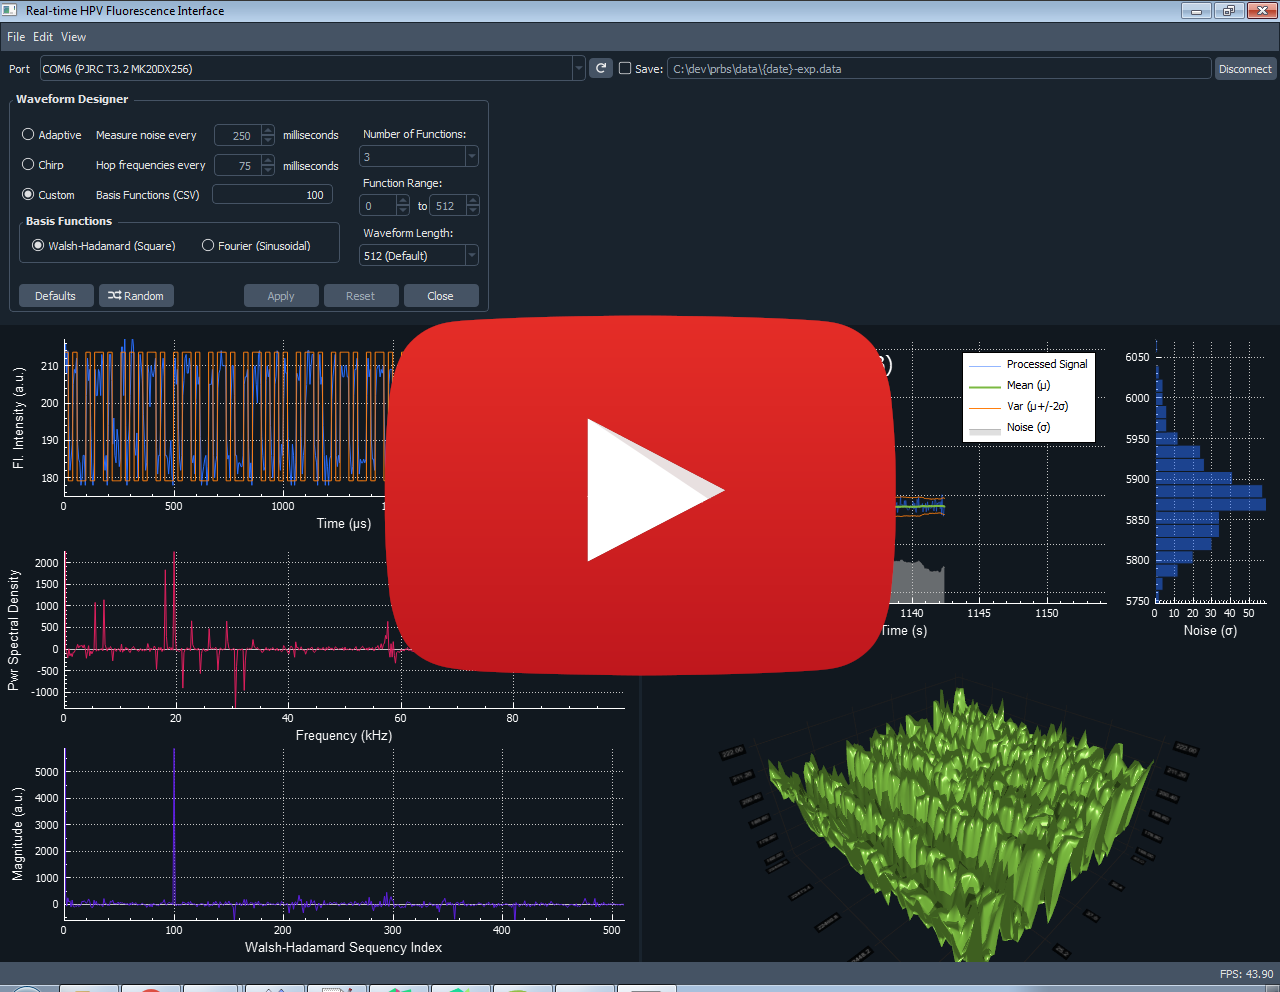 Real-time HPV Fluorescence Interface
File Edit View
Port COM6 (PJRC T3.2 MK20DX256) Save: C:\dev\prbs\data\{date}-exp.data Disconnect
Waveform Designer
Adaptive Measure noise every 250 milliseconds
Number of Functions:
3
Chirp Hop frequencies every 75 milliseconds
Function Range:
0 to 512
Custom Basis Functions (CSV) 100
Basis Functions
Walsh-Hadamard (Square) Fourier (Sinusoidal)
Waveform Length:
512 (Default)
Defaults Random Apply Reset Close
Fl. Intensity (a.u.)
210
200
190
180
0 500 1000
Time (µs)
Processed Signal
Mean (µ)
Var (µ+/-2σ)
Noise (σ)
1140 1145 1150
Time (s)
6050
6000
5950
5900
5850
5800
5750
0 10 20 30 40 50
Noise (σ)
Pwr Spectral Density
2000
1500
1000
500
0
-500
-1000
0 20 40 60 80
Frequency (kHz)
Magnitude (a.u.)
5000
4000
3000
2000
1000
0
0 100 200 300 400 500
Walsh-Hadamard Sequency Index
FPS: 43.90